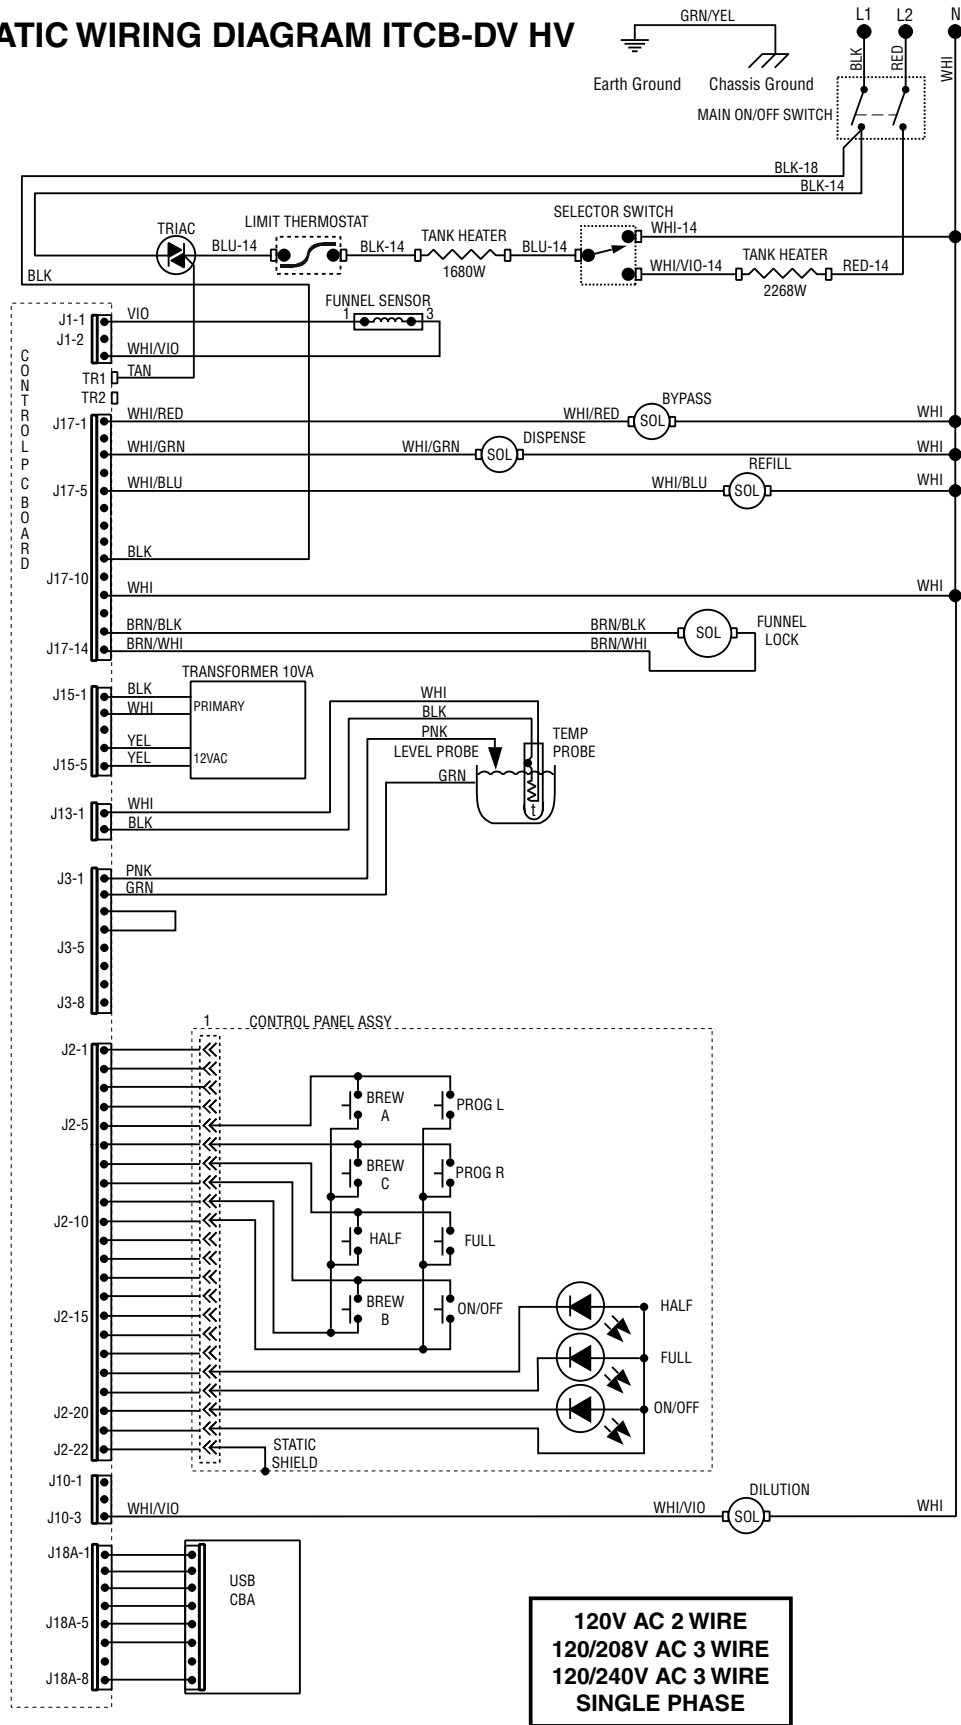 ATIC WIRING DIAGRAM ITCB-DV HV
GRN/YEL
L1 L2 N
BLK
RED
WHI
Earth Ground Chassis Ground
MAIN ON/OFF SWITCH
BLK-18
BLK-14
TRIAC
LIMIT THERMOSTAT
SELECTOR SWITCH
BLU-14
BLK-14
TANK HEATER
1680W
BLU-14
WHI-14
WHI/VIO-14
TANK HEATER
2268W
RED-14
BLK
CONTROL PC BOARD
J1-1
VIO
FUNNEL SENSOR
1 3
J1-2
WHI/VIO
TR1
TAN
TR2
J17-1
WHI/RED
WHI/RED
SOL
BYPASS
WHI
WHI/GRN
WHI/GRN
SOL
DISPENSE
WHI
J17-5
WHI/BLU
WHI/BLU
SOL
REFILL
WHI
BLK
J17-10
WHI
WHI
BRN/BLK
BRN/BLK
SOL
FUNNEL
LOCK
J17-14
BRN/WHI
BRN/WHI
TRANSFORMER 10VA
J15-1
BLK
WHI
PRIMARY
YEL
J15-5
YEL
12VAC
WHI
BLK
PNK
LEVEL PROBE
GRN
TEMP
PROBE
t
J13-1
WHI
BLK
J3-1
PNK
GRN
J3-5
J3-8
1
CONTROL PANEL ASSY
J2-1
J2-5
J2-10
J2-15
J2-20
J2-22
BREW
A
PROG L
BREW
C
PROG R
HALF
FULL
BREW
B
ON/OFF
HALF
FULL
ON/OFF
STATIC
SHIELD
J10-1
J10-3
WHI/VIO
WHI/VIO
SOL
DILUTION
WHI
J18A-1
J18A-5
J18A-8
USB
CBA
120V AC 2 WIRE
120/208V AC 3 WIRE
120/240V AC 3 WIRE
SINGLE PHASE